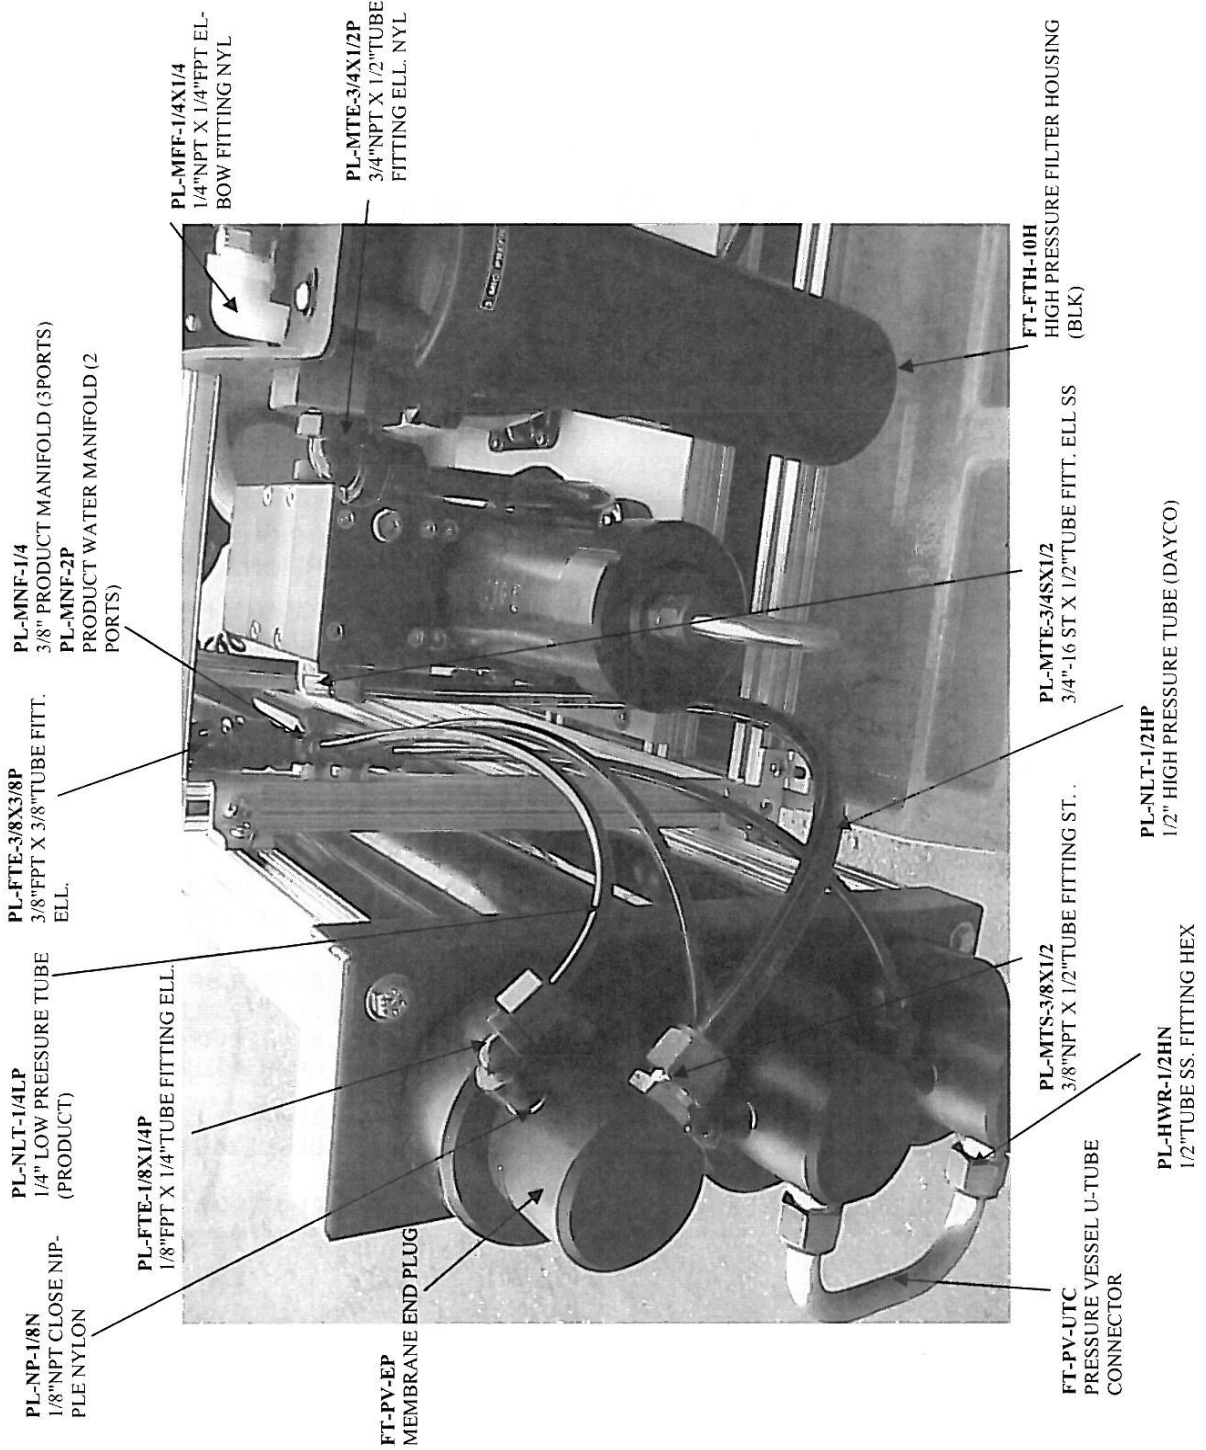 PL-NP-1/8N
1/8"NPT CLOSE NIP-
PLE NYLON
PL-NLT-1/4LP
1/4" LOW PREESURE TUBE
(PRODUCT)
PL-FTE-3/8X3/8P
3/8"FPT X 3/8"TUBE FITT.
ELL.
PL-MNF-1/4
3/8" PRODUCT MANIFOLD (3PORTS)
PL-MNF-2P
PRODUCT WATER MANIFOLD (2
PORTS)
PL-MFF-1/4X1/4
1/4"NPT X 1/4"FPT EL-
BOW FITTING NYL
PL-MTE-3/4X1/2P
3/4"NPT X 1/2"TUBE
FITTING ELL. NYL
PL-FTE-1/8X1/4P
1/8"FPT X 1/4"TUBE FITTING ELL.
FT-PV-EP
MEMBRANE END PLUG
FT-FTH-10H
HIGH PRESSURE FILTER HOUSING
(BLK)
PL-MTE-3/4SX1/2
3/4"-16 ST X 1/2"TUBE FITT. ELL SS
PL-NLT-1/2HP
1/2" HIGH PRESSURE TUBE (DAYCO)
PL-MTS-3/8X1/2
3/8"NPT X 1/2"TUBE FITTING ST. .
PL-HWR-1/2HN
1/2"TUBE SS. FITTING HEX
FT-PV-UTC
PRESSURE VESSEL U-TUBE
CONNECTOR